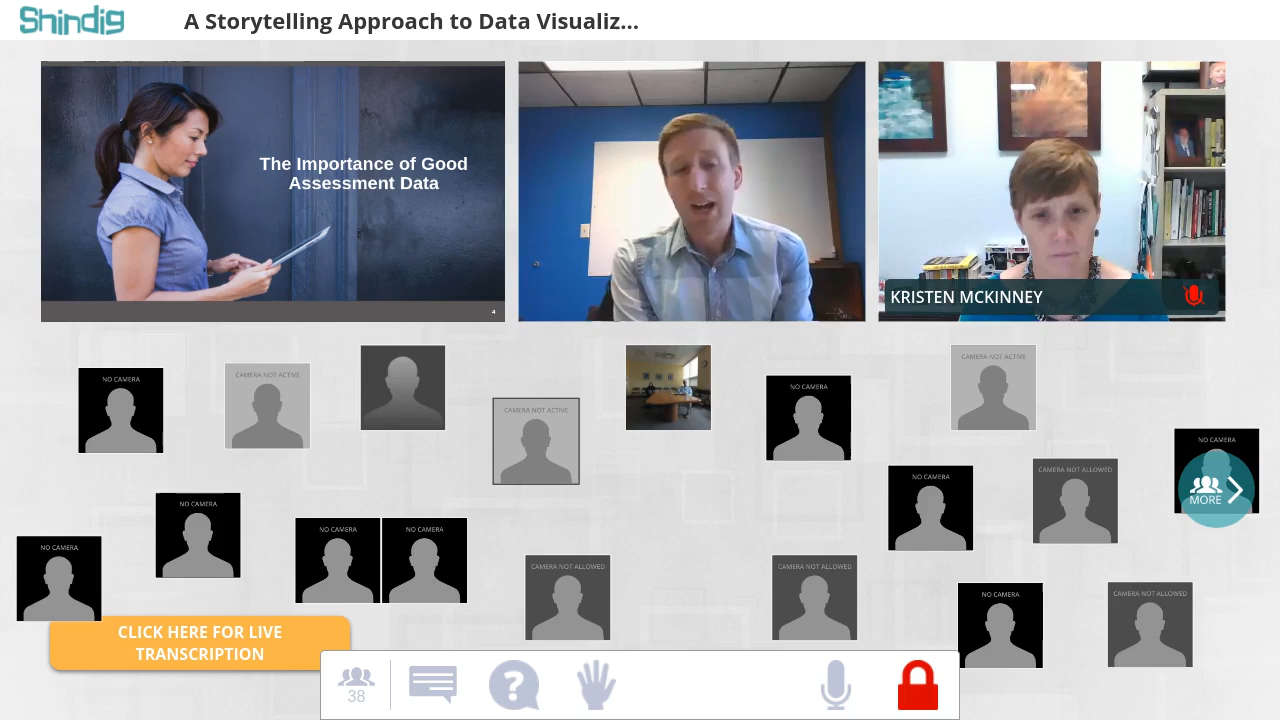 Shindig
A Storytelling Approach to Data Visualiz...
The Importance of Good
Assessment Data
4
KRISTEN MCKINNEY
NO CAMERA
CAMERA NOT ACTIVE
CAMERA NOT ACTIVE
NO CAMERA
CAMERA NOT ACTIVE
NO CAMERA
NO CAMERA
CAMERA NOT ALLOWED
MORE
NO CAMERA
NO CAMERA
NO CAMERA
NO CAMERA
CAMERA NOT ALLOWED
CAMERA NOT ALLOWED
NO CAMERA
CAMERA NOT ALLOWED
CLICK HERE FOR LIVE
TRANSCRIPTION
38